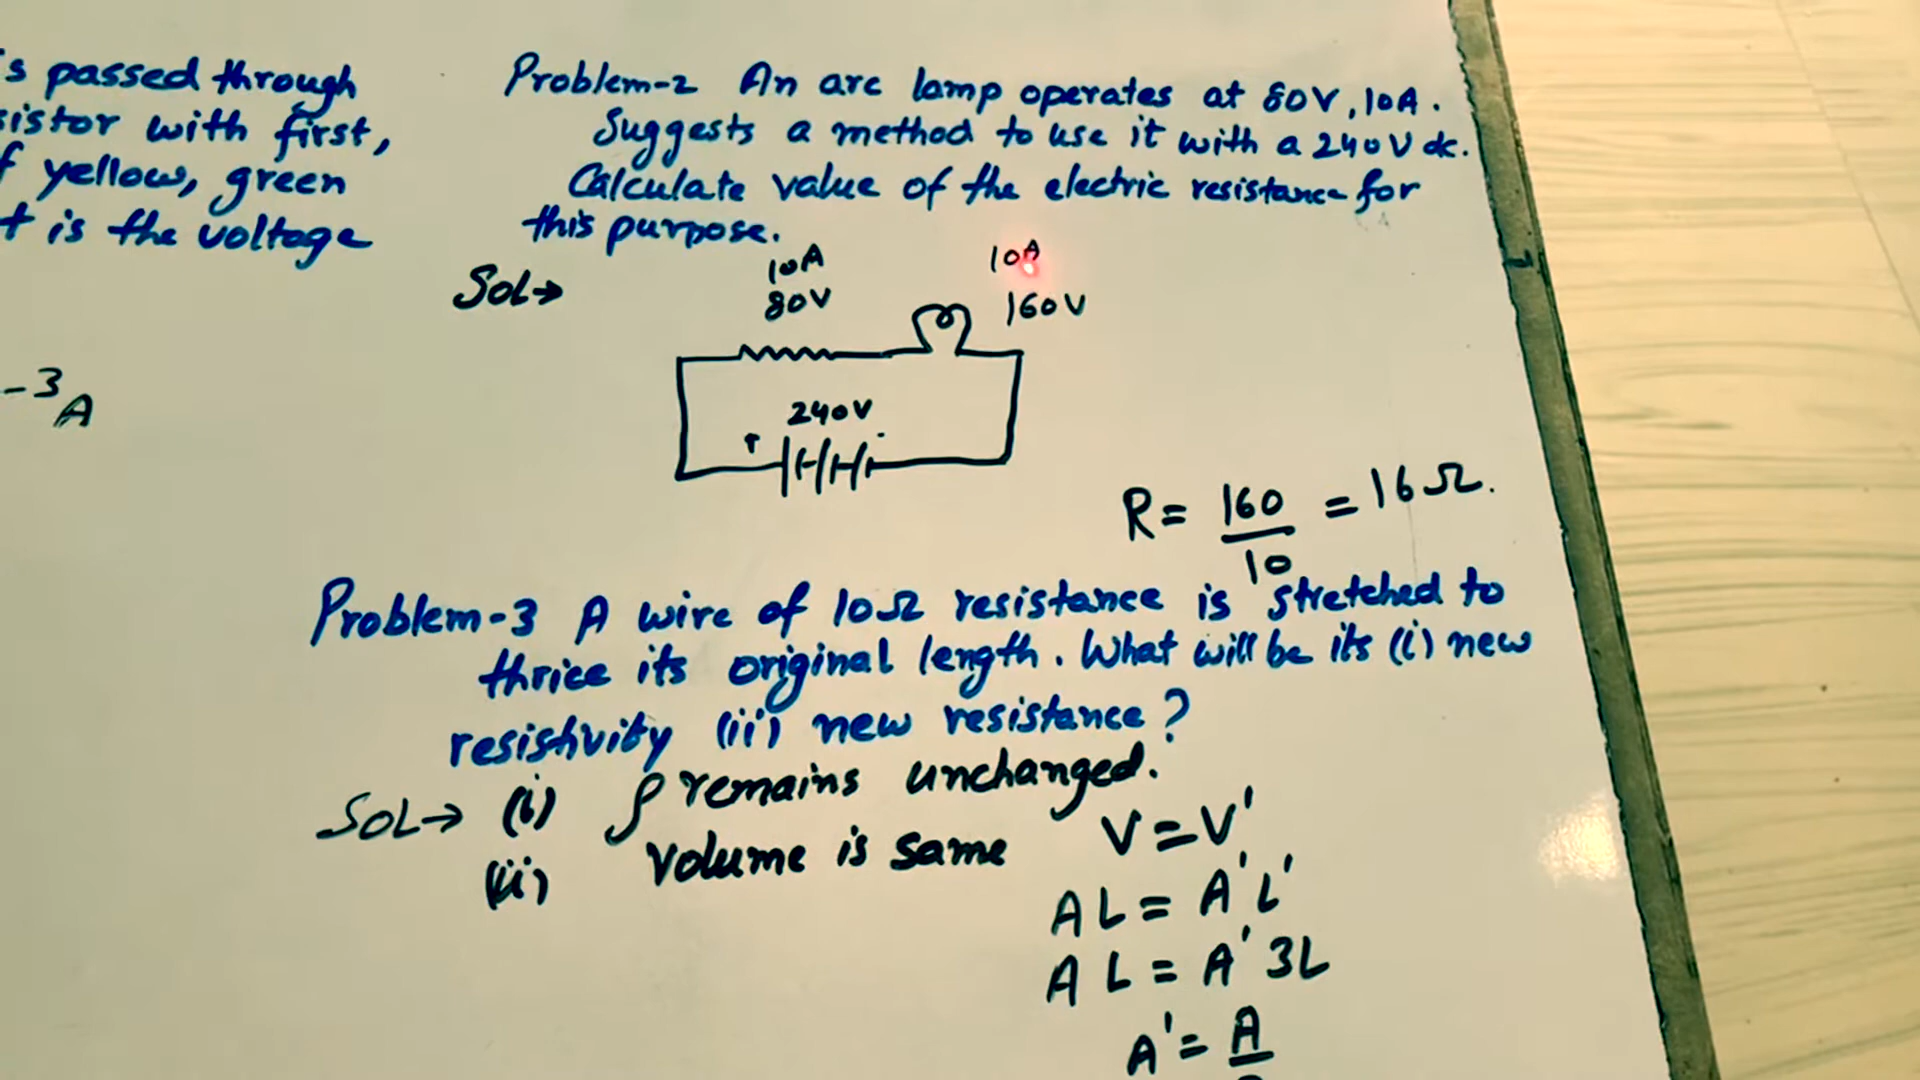 s passed through
sistor with first,
f yellow, green
t is the voltage
-3A
Problem-2 An arc lamp operates at 80V, 10A.
Suggests a method to use it with a 240V dc.
Calculate value of the electric resistance for
this purpose.
Sol→
10A
80V
10A
160V
240V
+ -
R= 160/10 = 16Ω.
Problem-3 A wire of 10Ω resistance is stretched to
thrice its original length. What will be its (i) new
resistivity (ii) new resistance?
Sol→ (i) ρ remains unchanged.
(ii) Volume is same
V=V'
AL= A'L'
AL= A'3L
A'= A